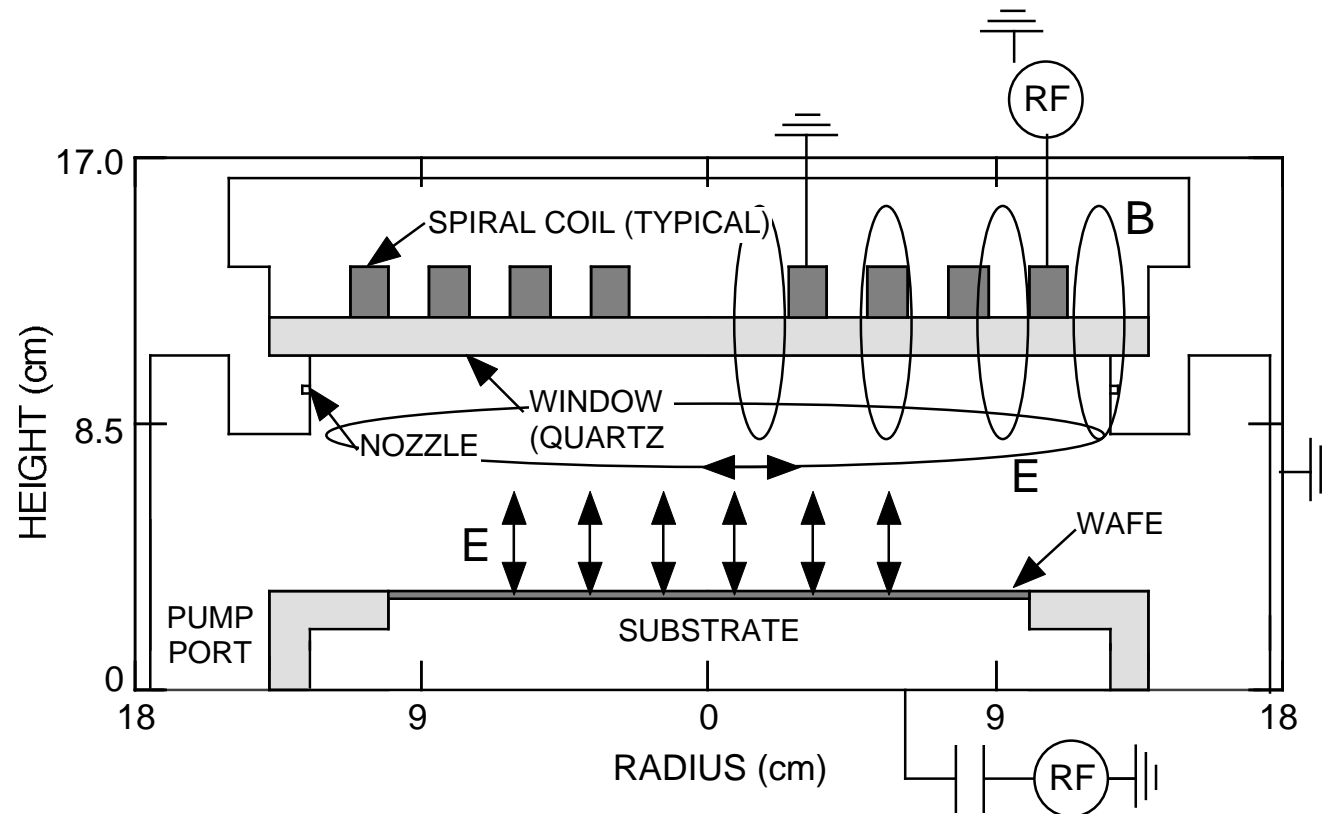 RF
17.0
SPIRAL COIL (TYPICAL)
B
HEIGHT (cm)
WINDOW
(QUARTZ
8.5
NOZZLE
E
E
WAFE
PUMP
PORT
SUBSTRATE
0
18
9
0
9
18
RADIUS (cm)
RF